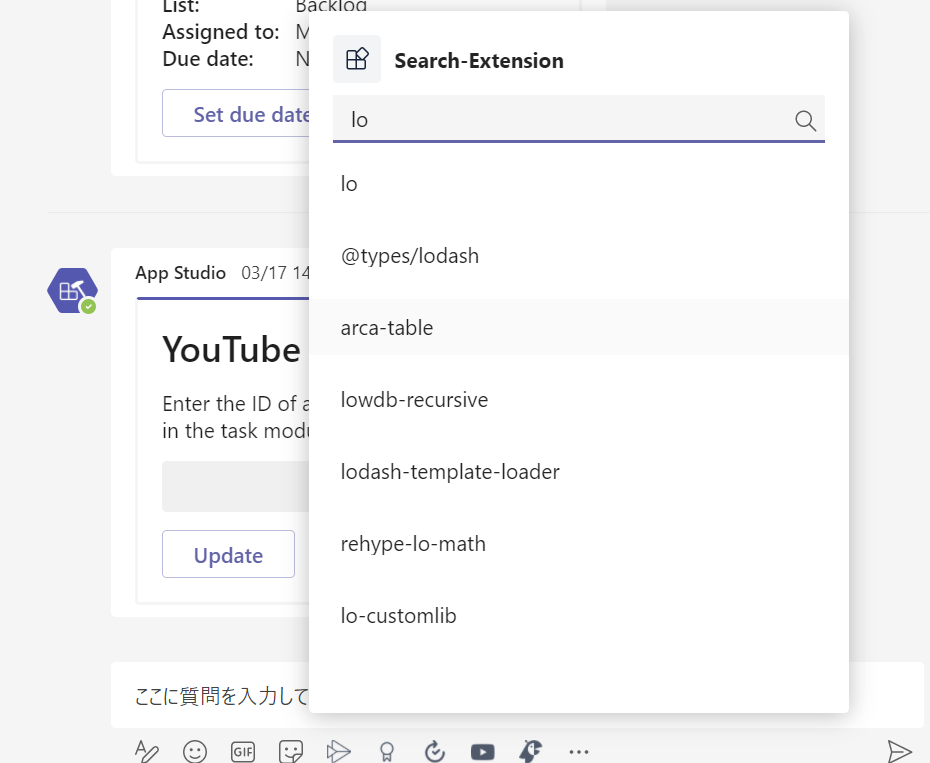 List: Backlog
Assigned to:
Due date:
Set due date
App Studio 03/17 14
YouTube
Enter the ID of
in the task
Update
ここに質問を入力して
GIF
Search-Extension
lo
lo
@types/lodash
arca-table
lowdb-recursive
lodash-template-loader
rehype-lo-math
lo-customlib